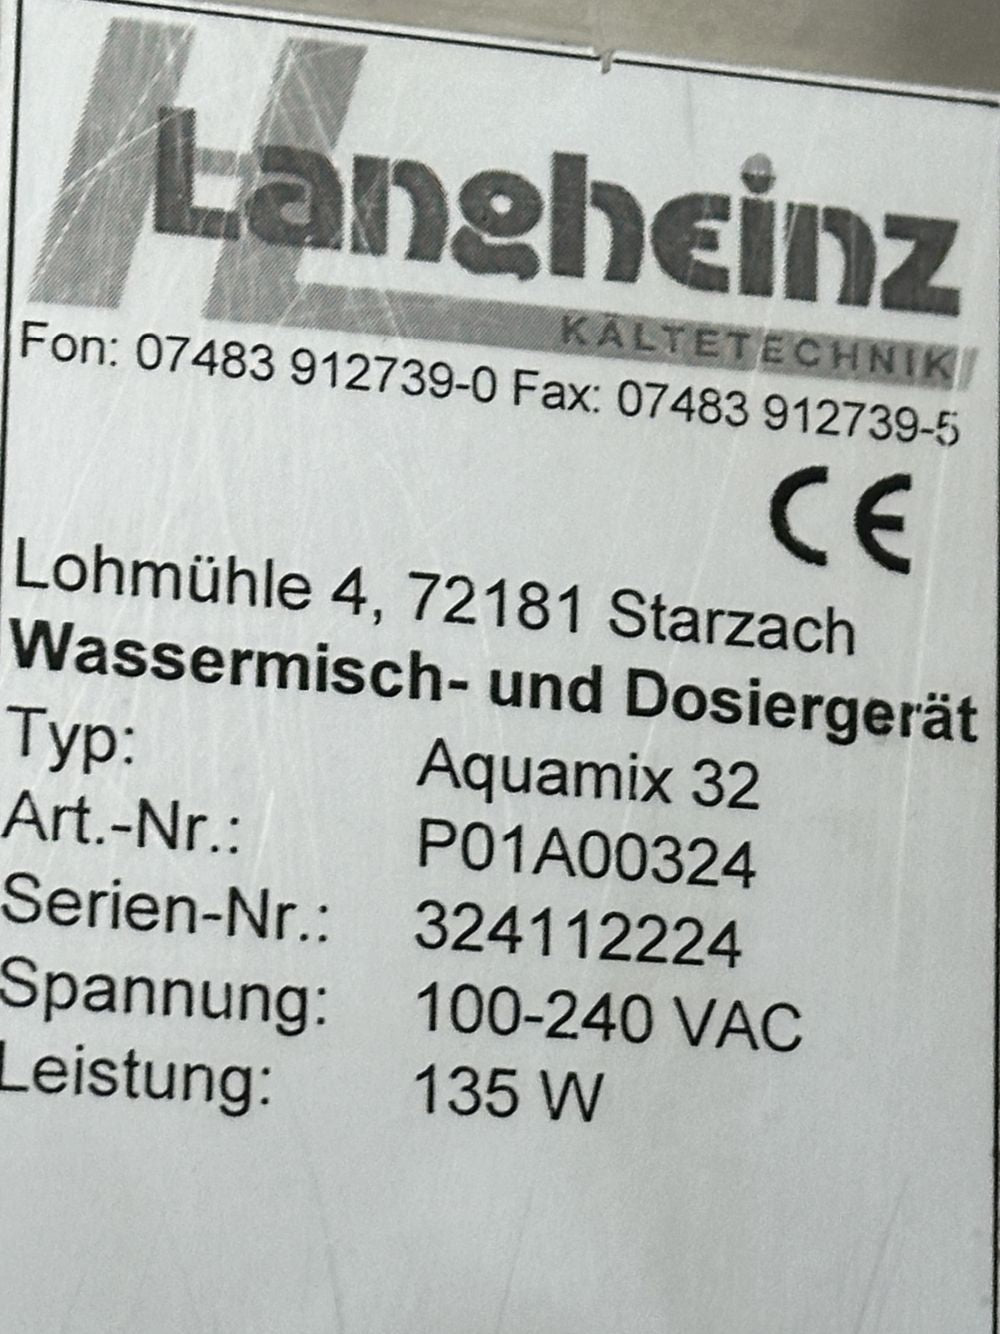 Langheinz
KÄLTETECHNIK
Fon: 07483 912739-0 Fax: 07483 912739-5
CE
Lohmühle 4, 72181 Starzach
Wassermisch- und Dosiergerät
Typ: Aquamix 32
Art.-Nr.: P01A00324
Serien-Nr.: 324112224
Spannung: 100-240 VAC
Leistung: 135 W